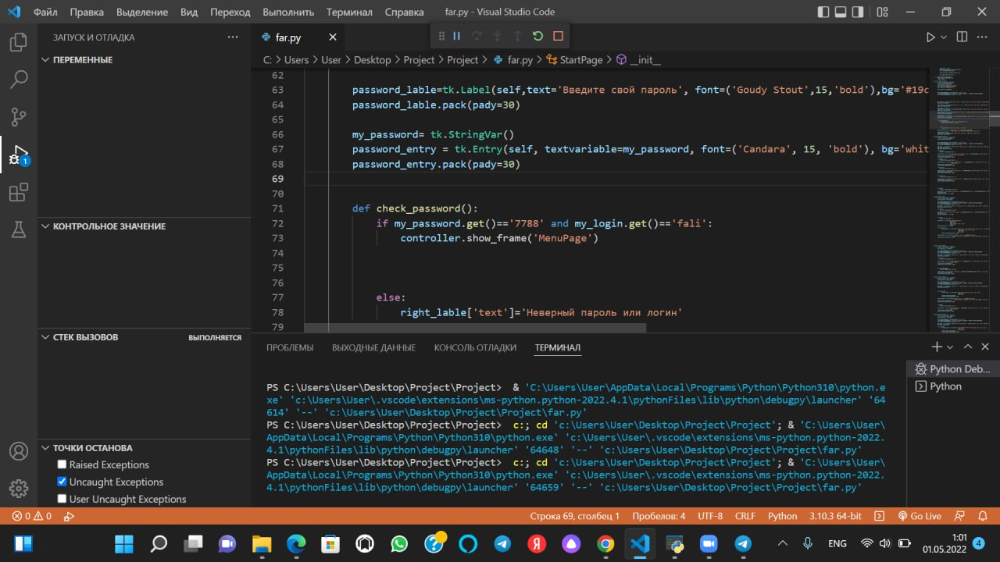 Файл Правка Выделение Вид Переход Выполнить Терминал Справка far.py - Visual Studio Code
ЗАПУСК И ОТЛАДКА ···
far.py
C: > Users > User > Desktop > Project > Project > far.py > StartPage > __init__
ПЕРЕМЕННЫЕ
КОНТРОЛЬНОЕ ЗНАЧЕНИЕ
СТЕК ВЫЗОВОВ ВЫПОЛНЯЕТСЯ
ТОЧКИ ОСТАНОВА
Raised Exceptions
Uncaught Exceptions
User Uncaught Exceptions
1
62
63 password_lable=tk.Label(self,text='Введите свой пароль', font=('Goudy Stout',15,'bold'),bg='#19c
64 password_lable.pack(pady=30)
65
66 my_password=tk.StringVar()
67 password_entry = tk.Entry(self, textvariable=my_password, font=('Candara', 15, 'bold'), bg='whit
68 password_entry.pack(pady=30)
69
70
71 def check_password():
72 if my_password.get()=='7788' and my_login.get()=='fali':
73 controller.show_frame('MenuPage')
74
75
76
77 else:
78 right_lable['text']='Неверный пароль или логин'
79
ПРОБЛЕМЫ ВЫХОДНЫЕ ДАННЫЕ КОНСОЛЬ ОТЛАДКИ ТЕРМИНАЛ
PS C:\Users\User\Desktop\Project\Project> & 'C:\Users\User\AppData\Local\Programs\Python\Python310\python.e
xe' 'c:\Users\User\.vscode\extensions\ms-python.python-2022.4.1\pythonFiles\lib\python\debugpy\launcher' '64
614' '--' 'c:\Users\User\Desktop\Project\Project\far.py'
PS C:\Users\User\Desktop\Project\Project> c:; cd 'c:\Users\User\Desktop\Project\Project'; & 'C:\Users\User\
AppData\Local\Programs\Python\Python310\python.exe' 'c:\Users\User\.vscode\extensions\ms-python.python-2022.
4.1\pythonFiles\lib\python\debugpy\launcher' '64648' '--' 'c:\Users\User\Desktop\Project\Project\far.py'
PS C:\Users\User\Desktop\Project\Project> c:; cd 'c:\Users\User\Desktop\Project\Project'; & 'C:\Users\User\
AppData\Local\Programs\Python\Python310\python.exe' 'c:\Users\User\.vscode\extensions\ms-python.python-2022.
4.1\pythonFiles\lib\python\debugpy\launcher' '64659' '--' 'c:\Users\User\Desktop\Project\Project\far.py'
Python Deb...
Python
0 0 Строка 69, столбец 1 Пробелов: 4 UTF-8 CRLF Python 3.10.3 64-bit Go Live
ENG 1:01
01.05.2022 4